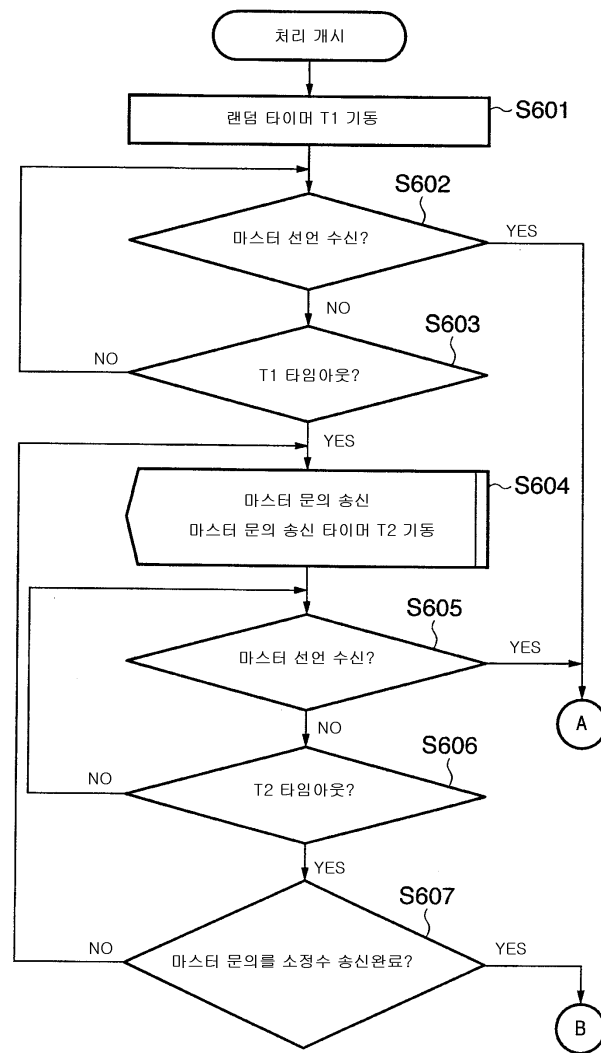 처리 개시
랜덤 타이머 T1 기동
S601
S602
마스터 선언 수신?
YES
NO
S603
NO
T1 타임아웃?
YES
S604
마스터 문의 송신
마스터 문의 송신 타이머 T2 기동
S605
마스터 선언 수신?
YES
A
NO
S606
NO
T2 타임아웃?
YES
S607
NO
마스터 문의를 소정수 송신완료?
YES
B